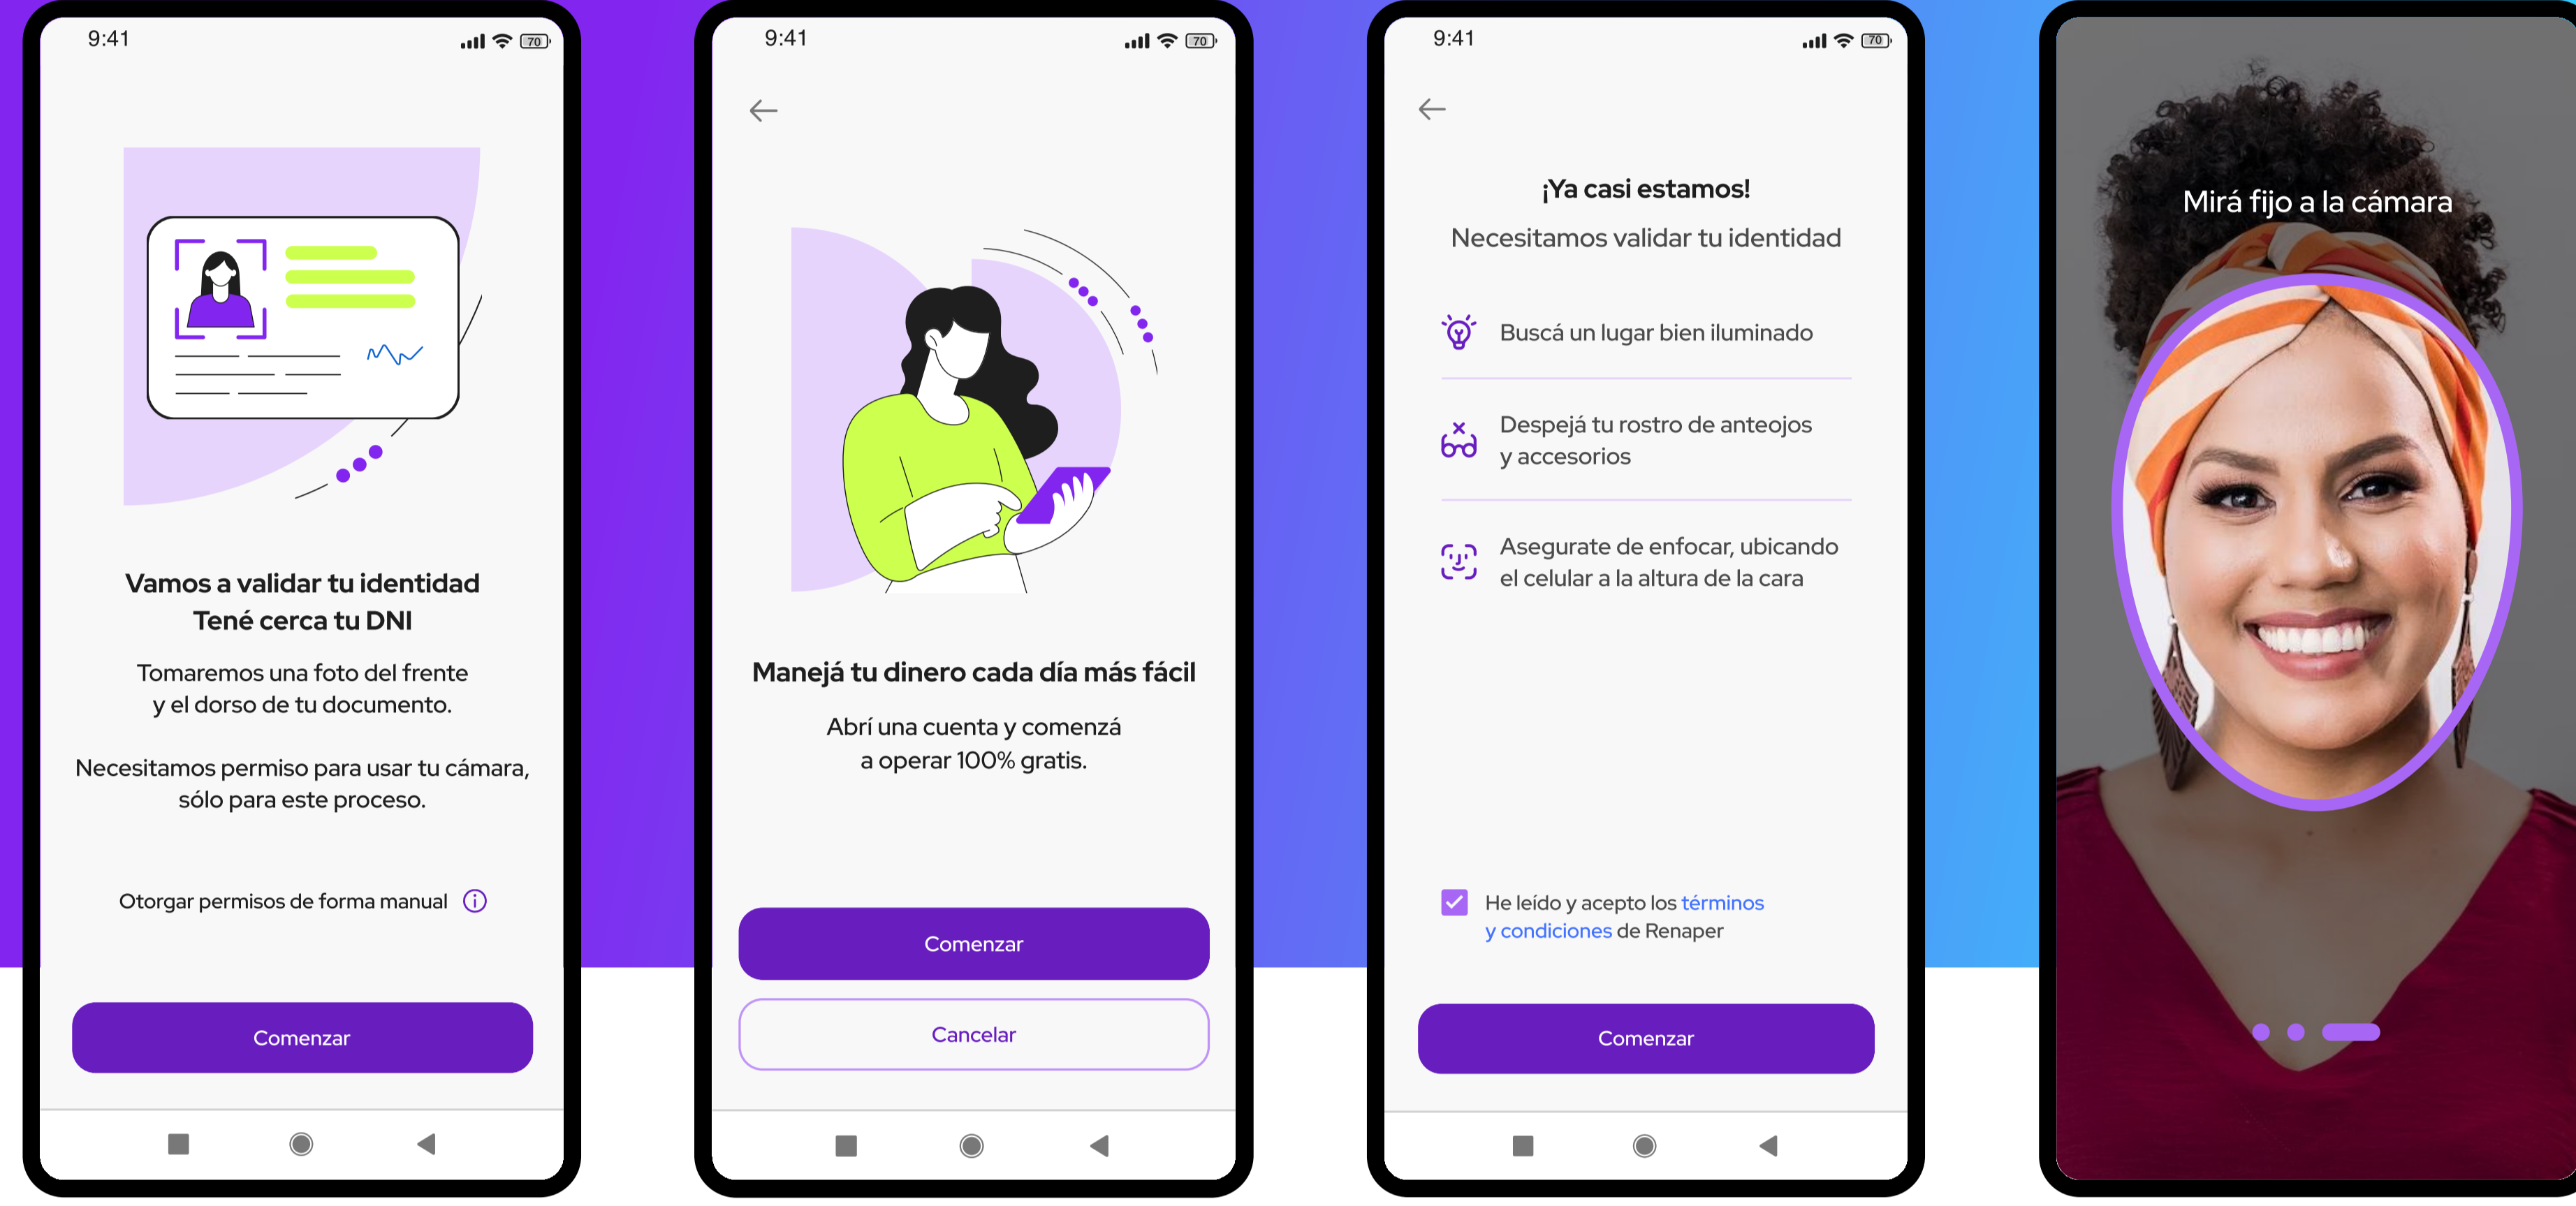 9:41
70
Vamos a validar tu identidad
Tené cerca tu DNI
Tomaremos una foto del frente
y el dorso de tu documento.
Necesitamos permiso para usar tu cámara,
sólo para este proceso.
Otorgar permisos de forma manual
Comenzar
9:41
70
Manejá tu dinero cada día más fácil
Abrí una cuenta y comenzá
a operar 100% gratis.
Comenzar
Cancelar
9:41
70
¡Ya casi estamos!
Necesitamos validar tu identidad
Buscá un lugar bien iluminado
Despejá tu rostro de anteojos
y accesorios
Asegurate de enfocar, ubicando
el celular a la altura de la cara
He leído y acepto los términos
y condiciones de Renaper
Comenzar
Mirá fijo a la cámara